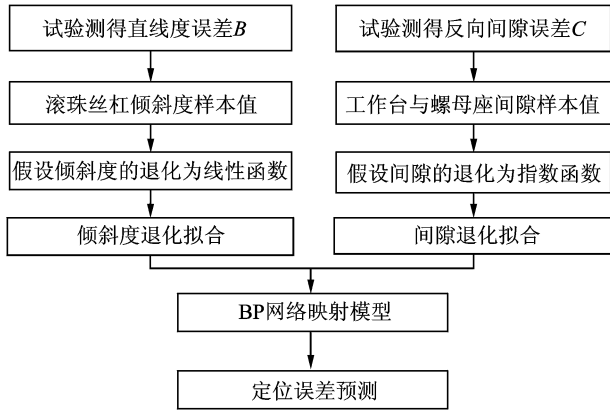 试验测得直线度误差B
试验测得反向间隙误差C
滚珠丝杠倾斜度样本值
工作台与螺母座间隙样本值
假设倾斜度的退化为线性函数
假设间隙的退化为指数函数
倾斜度退化拟合
间隙退化拟合
BP网络映射模型
定位误差预测